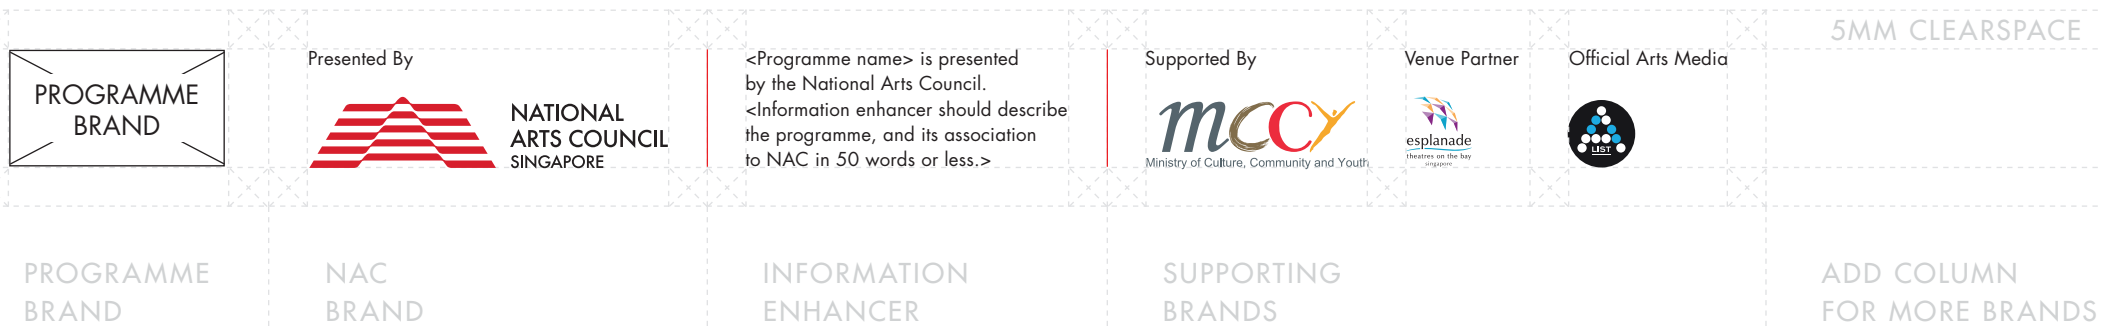 5MM CLEARSPACE
PROGRAMME
BRAND
Presented By
NATIONAL
ARTS COUNCIL
SINGAPORE
<Programme name> is presented
by the National Arts Council.
<Information enhancer should describe
the programme, and its association
to NAC in 50 words or less.>
Supported By
mccy
Ministry of Culture, Community and Youth
Venue Partner
esplanade
theatres on the bay
singapore
Official Arts Media
LIST
PROGRAMME
BRAND
NAC
BRAND
INFORMATION
ENHANCER
SUPPORTING
BRANDS
ADD COLUMN
FOR MORE BRANDS